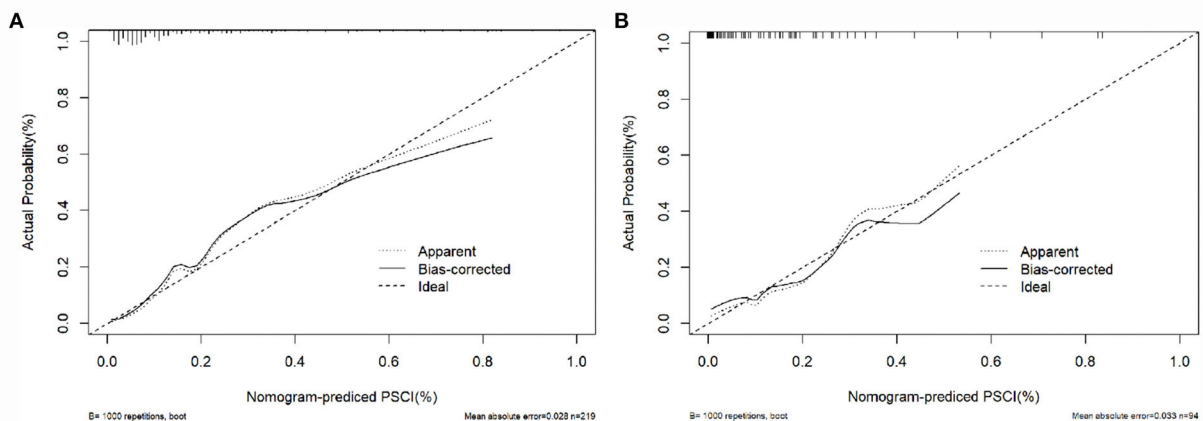 A
Actual Probability(%)
1.0
0.8
0.6
0.4
0.2
0.0
Apparent
Bias-corrected
Ideal
0.0 0.2 0.4 0.6 0.8 1.0
Nomogram-prediced PSCI(%)
B= 1000 repetitions, boot
Mean absolute error=0.028 n=219
B
Actual Probability(%)
1.0
0.8
0.6
0.4
0.2
0.0
Apparent
Bias-corrected
Ideal
0.0 0.2 0.4 0.6 0.8 1.0
Nomogram-prediced PSCI(%)
B= 1000 repetitions, boot
Mean absolute error=0.033 n=94